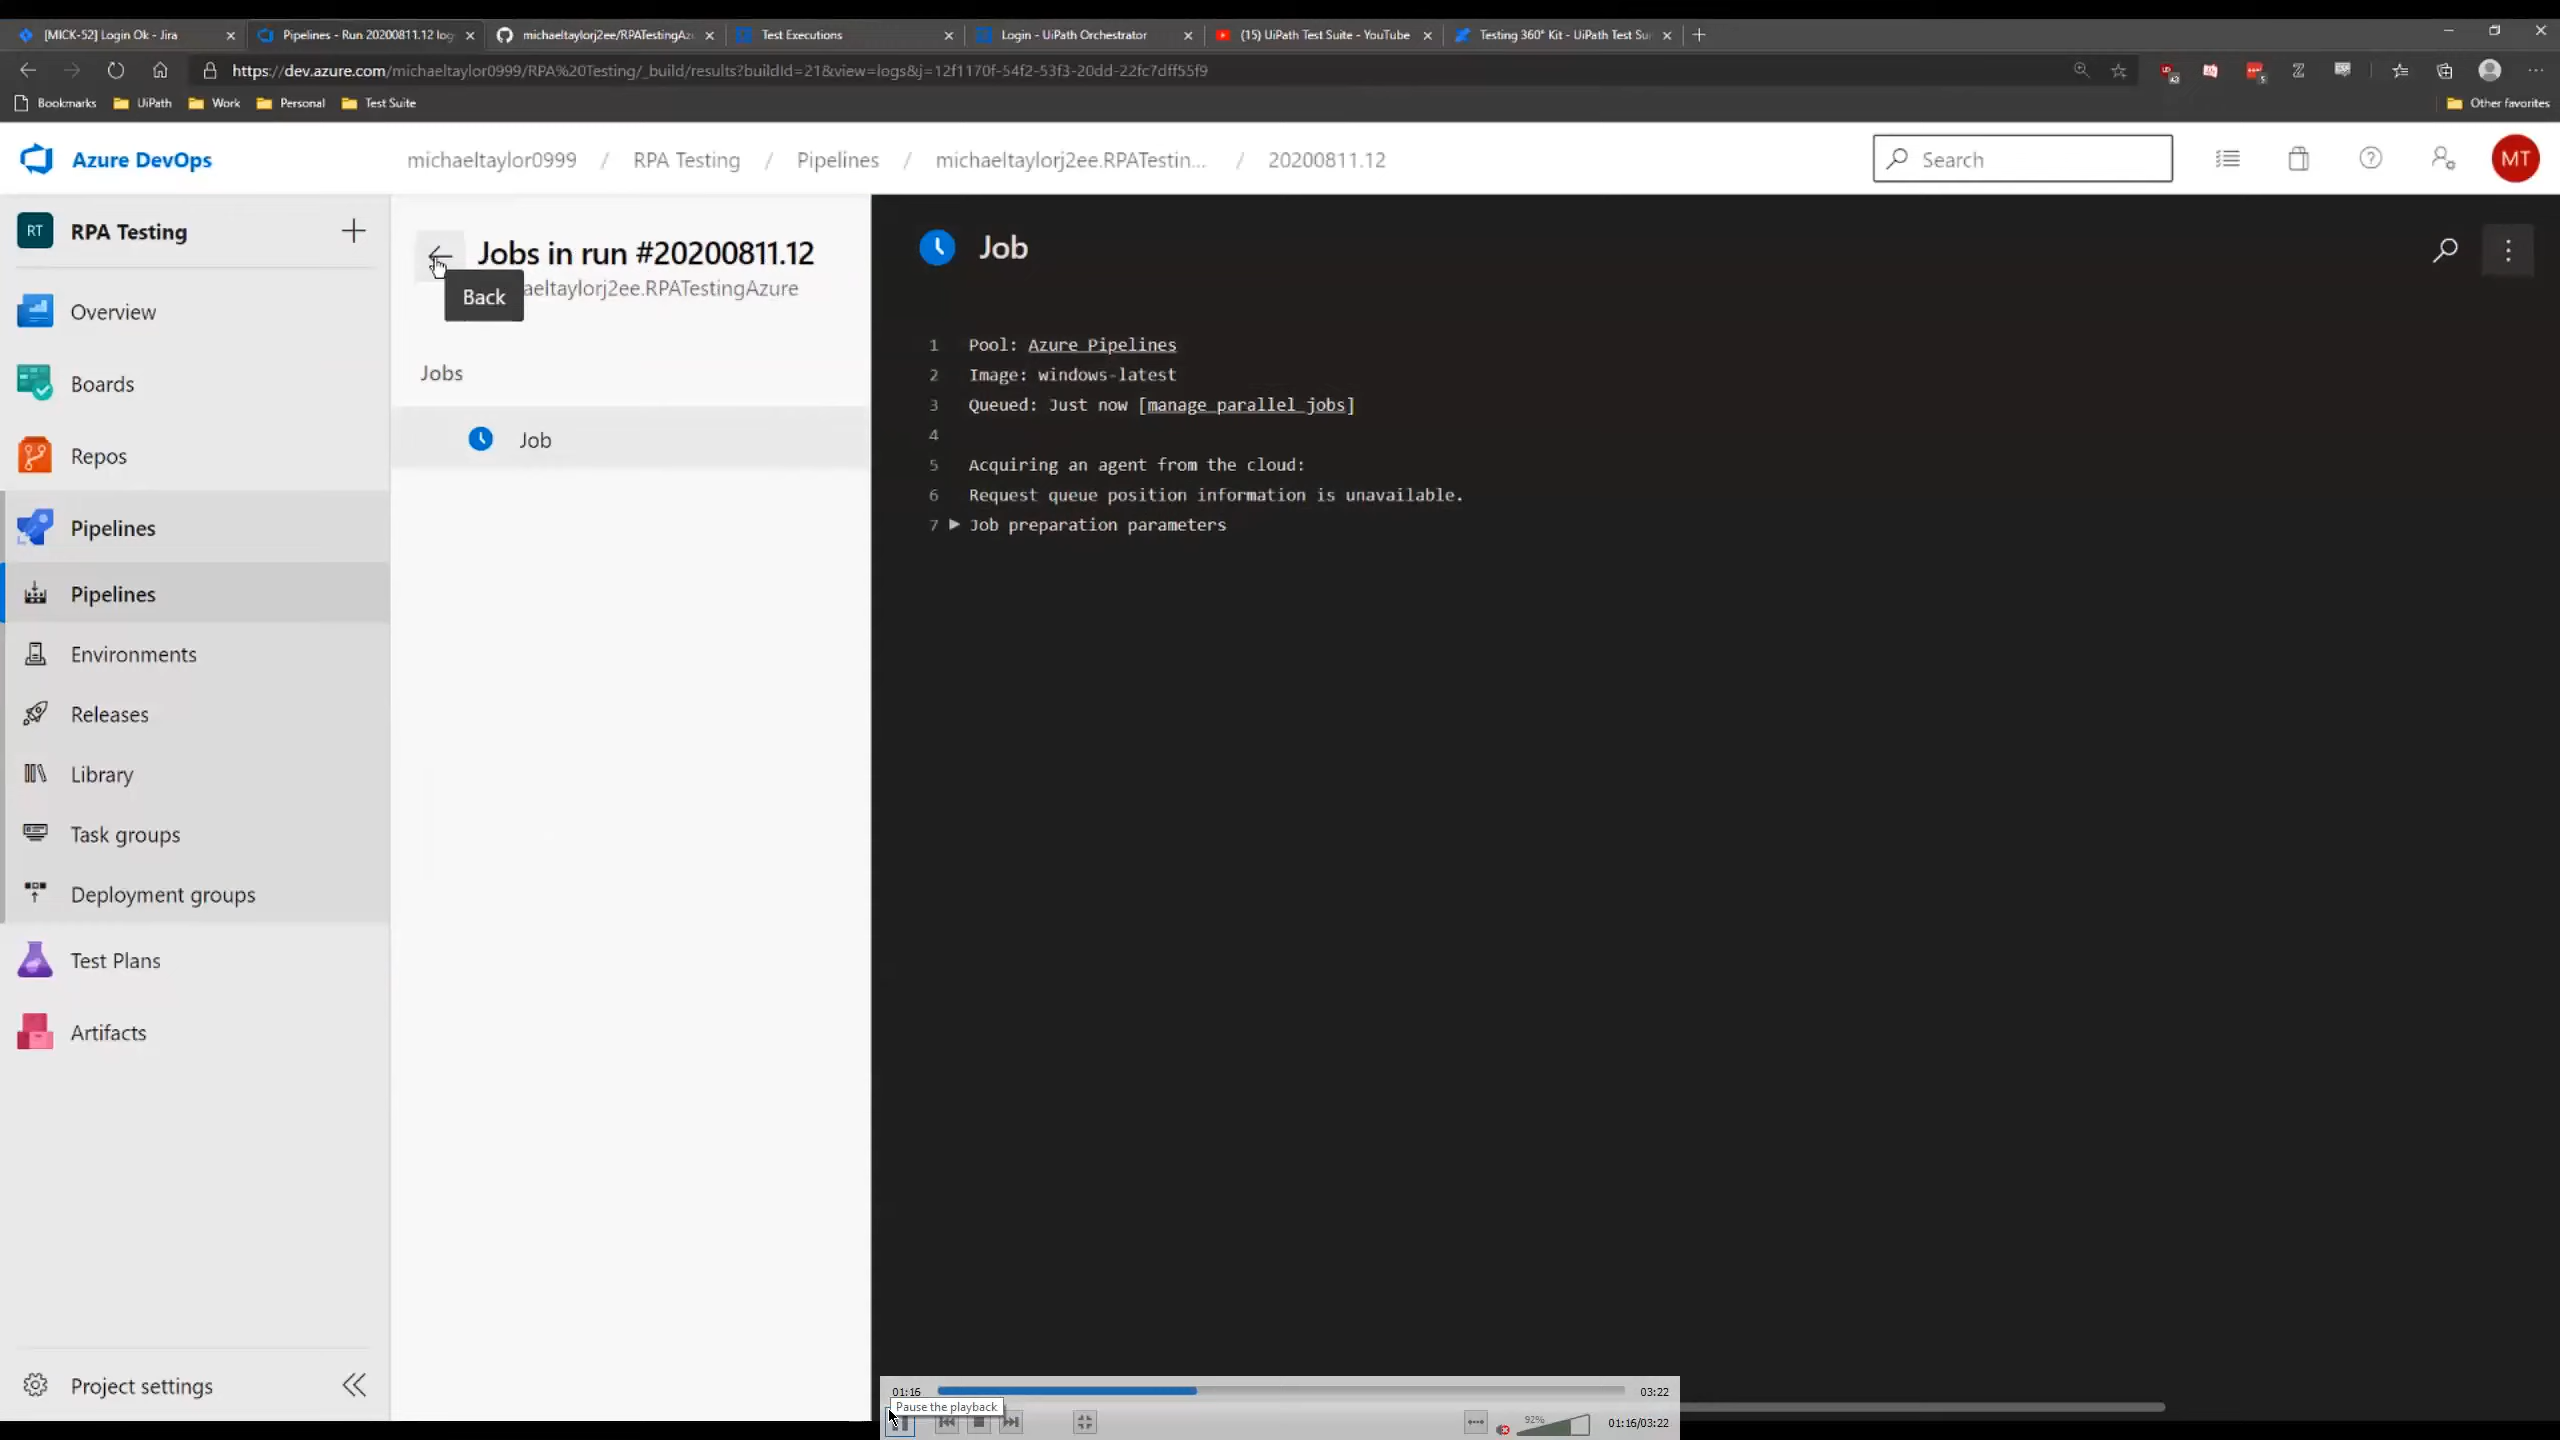 [MICK-52] Login Ok - Jira
Pipelines - Run 20200811.12 log
michaeltaylorj2ee/RPATestingAz
Test Executions
Login - UiPath Orchestrator
(15) UiPath Test Suite - YouTube
Testing 360° Kit - UiPath Test Su
https://dev.azure.com/michaeltaylor0999/RPA%20Testing/_build/results?buildId=21&view=logs&j=12f1170f-54f2-53f3-20dd-22fc7dff55f9
Bookmarks
UiPath
Work
Personal
Test Suite
Other favorites
Azure DevOps
michaeltaylor0999 / RPA Testing / Pipelines / michaeltaylorj2ee.RPATestin... / 20200811.12
Search
MT
RT
RPA Testing
Overview
Boards
Repos
Pipelines
Pipelines
Environments
Releases
Library
Task groups
Deployment groups
Test Plans
Artifacts
Project settings
Jobs in run #20200811.12
aeltaylorj2ee.RPATestingAzure
Back
Jobs
Job
Job
1 Pool: Azure Pipelines
2 Image: windows-latest
3 Queued: Just now [manage parallel jobs]
4
5 Acquiring an agent from the cloud:
6 Request queue position information is unavailable.
7 Job preparation parameters
01:16
03:22
Pause the playback
92%
01:16/03:22